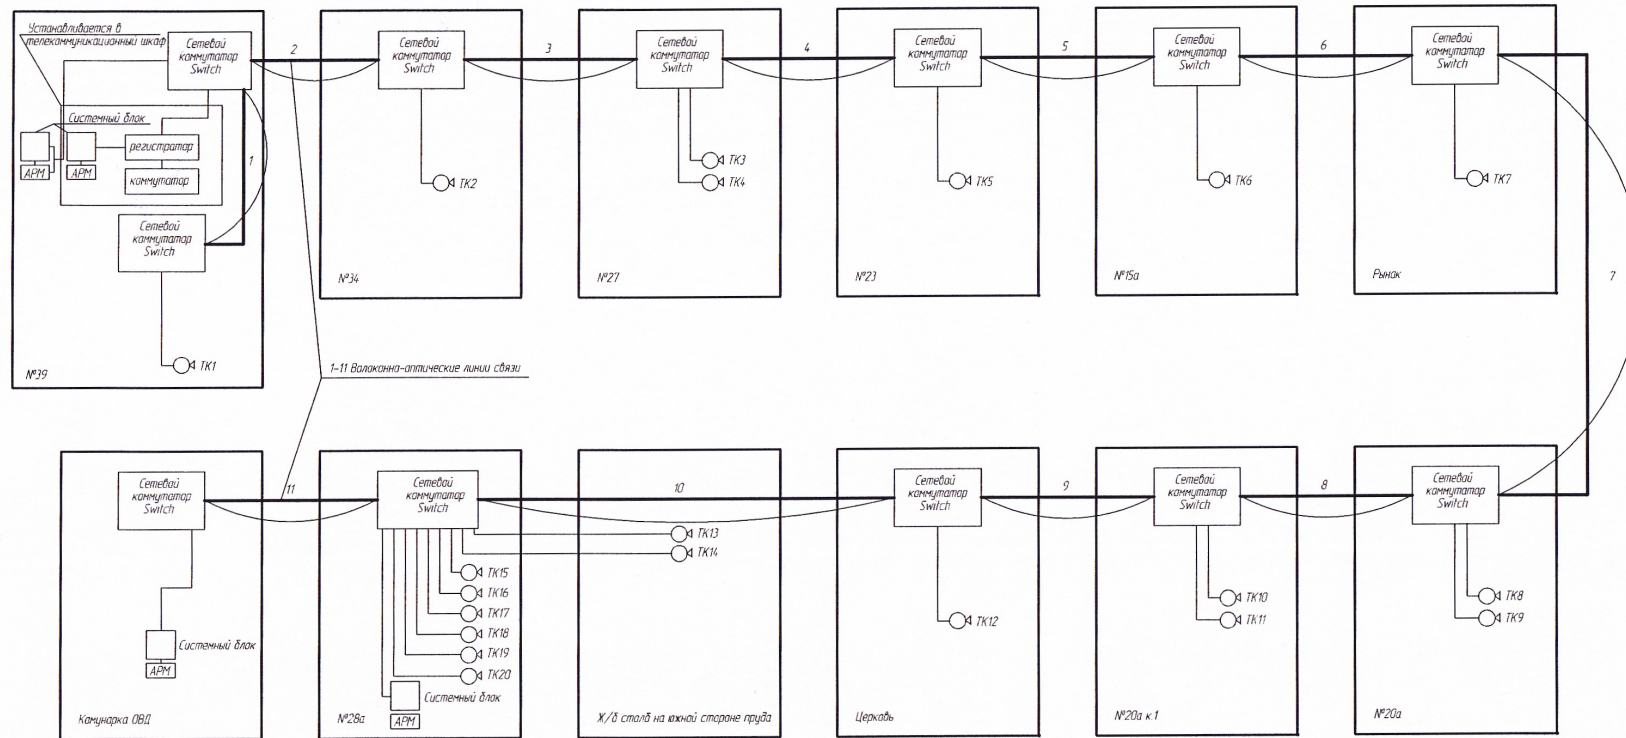 Устанавливается в
телекоммуникационный шкаф
Сетевой
коммутатор
Switch
Системный блок
АРМ
АРМ
регистратор
коммутатор
1
Сетевой
коммутатор
Switch
ТК1
№39
2
Сетевой
коммутатор
Switch
ТК2
№34
3
Сетевой
коммутатор
Switch
ТК3
ТК4
№27
4
Сетевой
коммутатор
Switch
ТК5
№23
5
Сетевой
коммутатор
Switch
ТК6
№15а
6
Сетевой
коммутатор
Switch
ТК7
Рынок
7
1-11 Волоконно-оптические линии связи
Сетевой
коммутатор
Switch
Системный блок
АРМ
Комунарка ОВД
11
Сетевой
коммутатор
Switch
ТК15
ТК16
ТК17
ТК18
ТК19
ТК20
Системный блок
АРМ
№28а
10
ТК13
ТК14
Ж/б столб на южной стороне пруда
Сетевой
коммутатор
Switch
ТК12
Церковь
9
Сетевой
коммутатор
Switch
ТК10
ТК11
№20а к.1
8
Сетевой
коммутатор
Switch
ТК8
ТК9
№20а